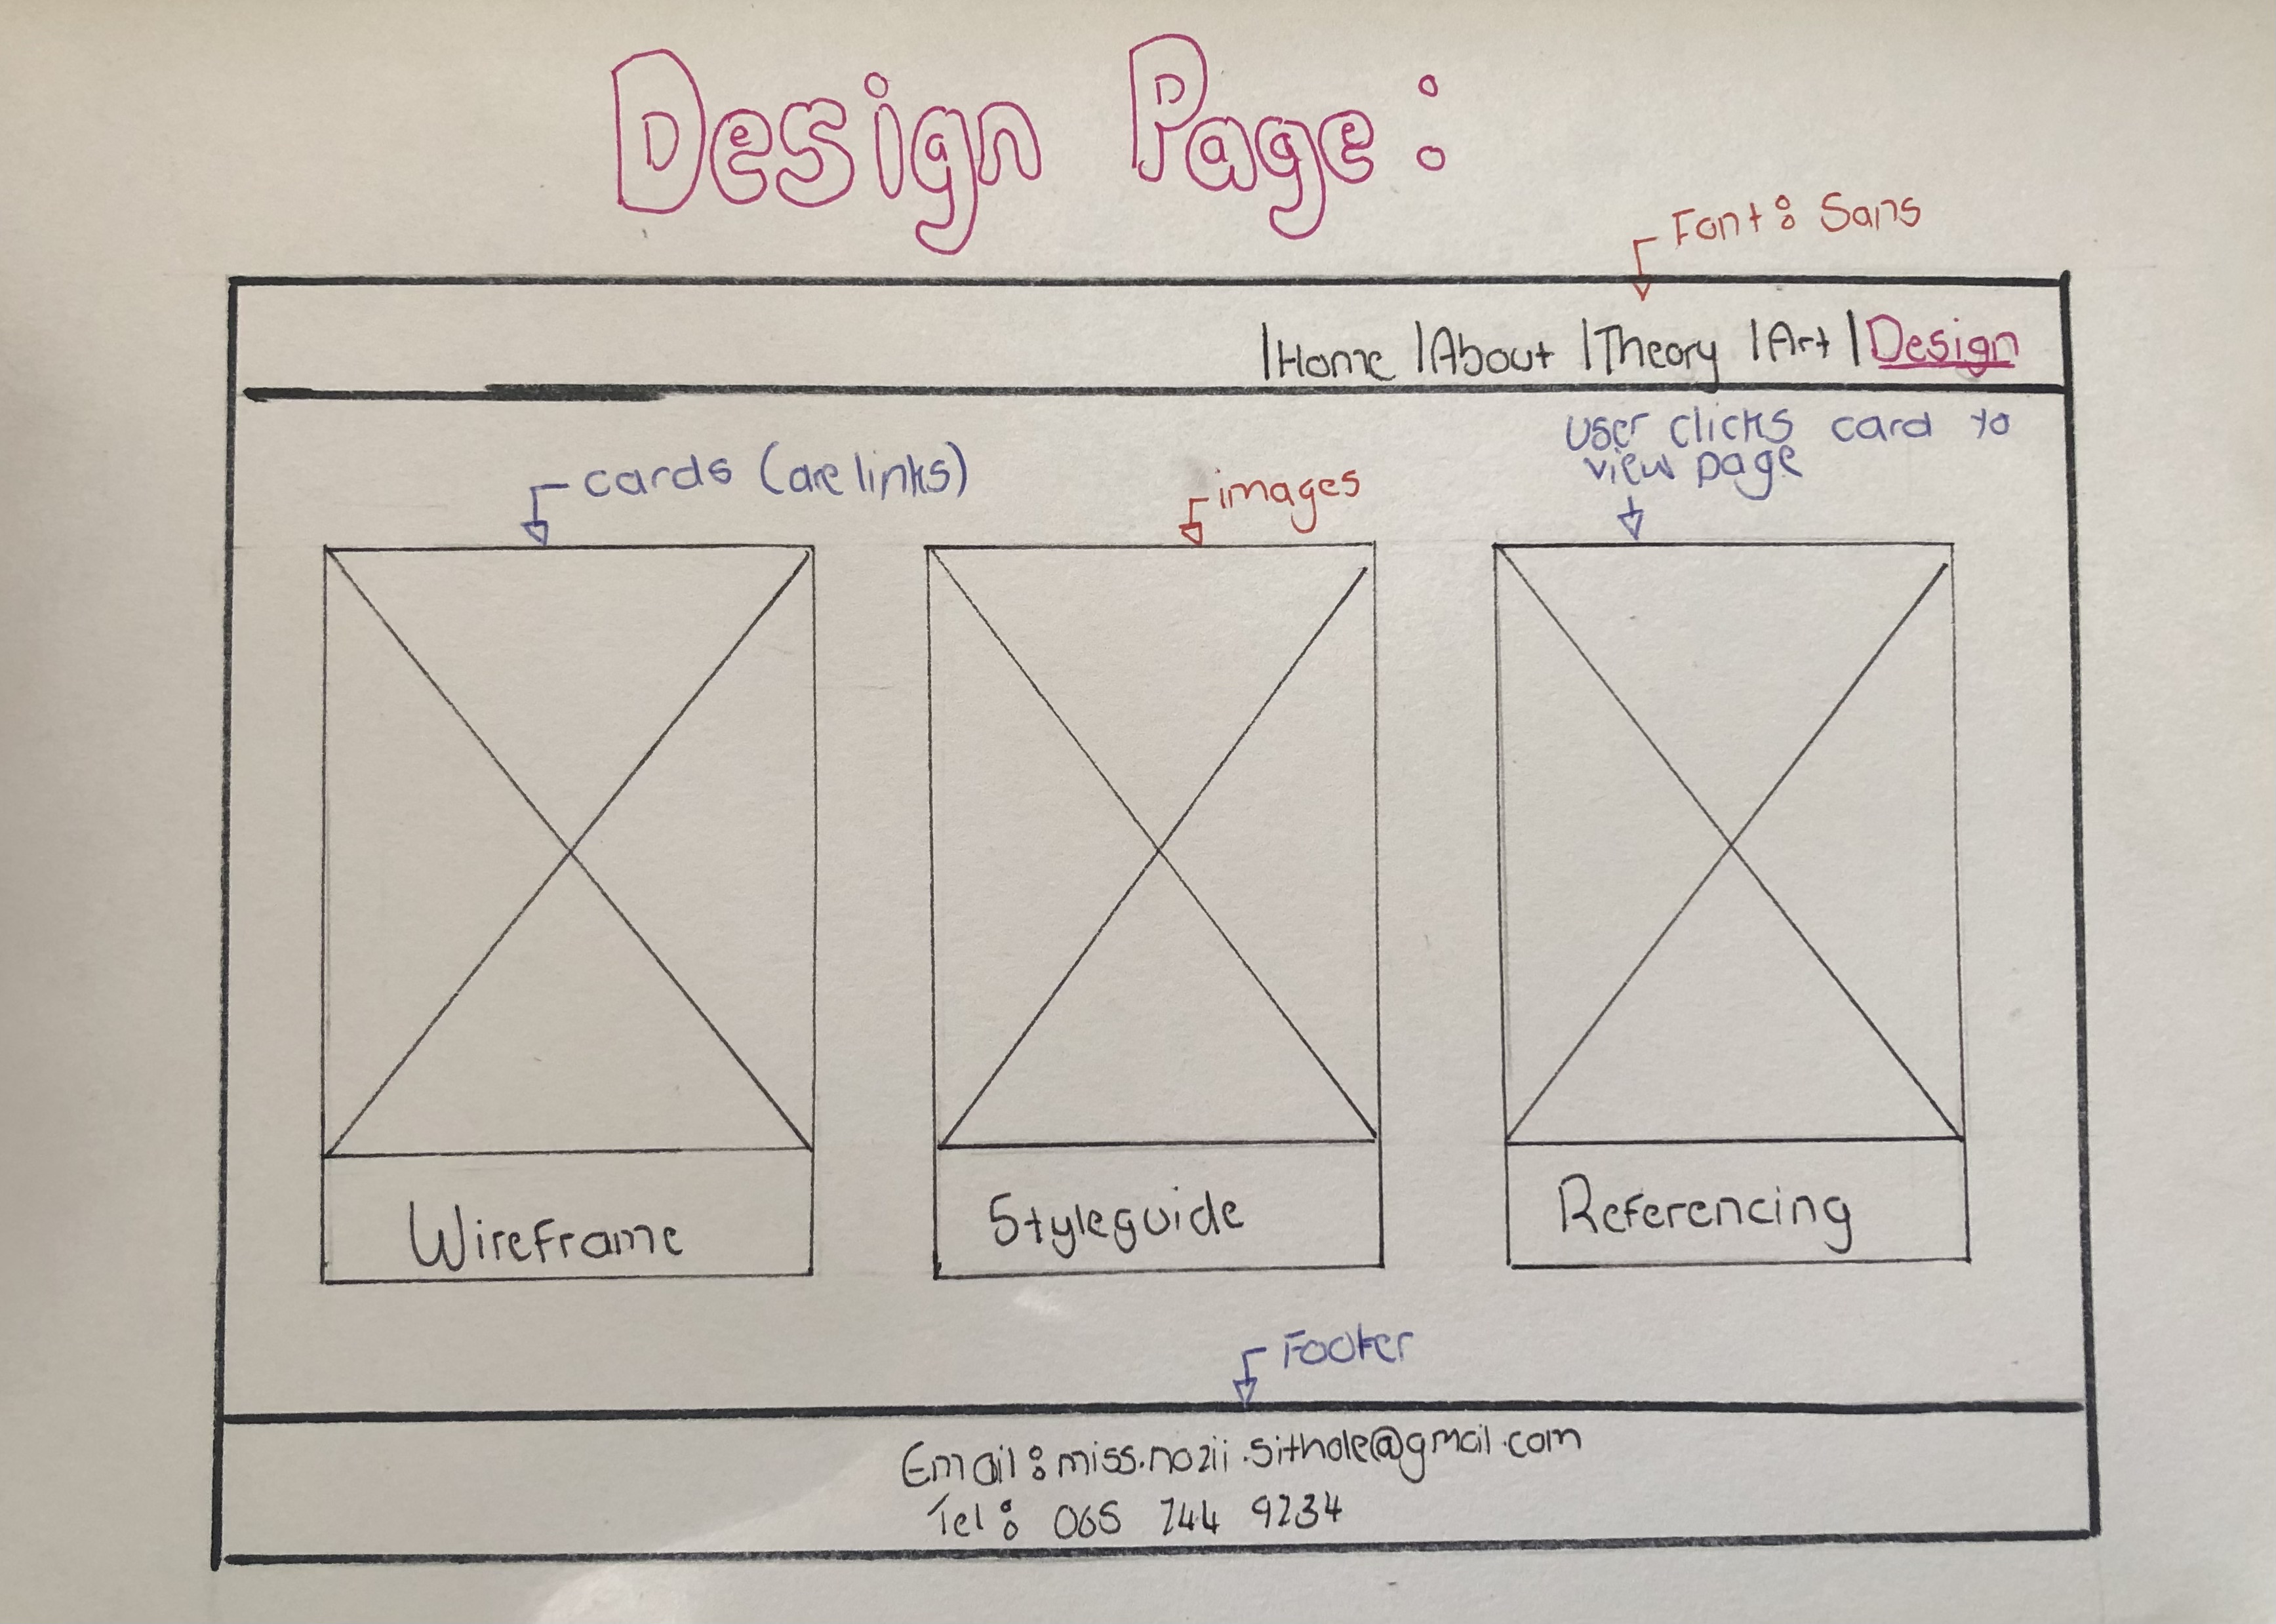 Design Page:
Font: Sans
|Home |About |Theory |Art |Design
user clicks card to
view page
cards (are links)
images
Wireframe
Styleguide
Referencing
Footer
Email: miss.nozii.sithole@gmail.com
Tel: 065 244 9234